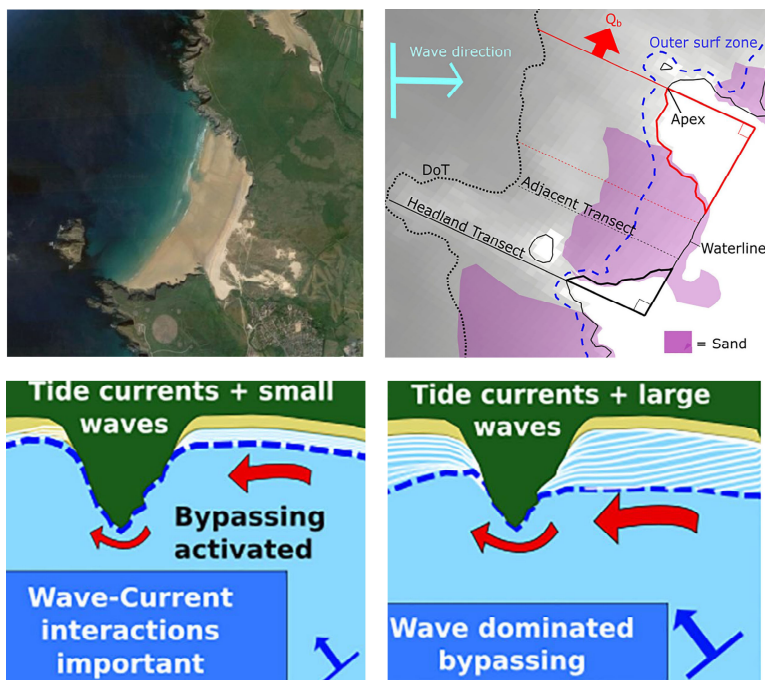 Q_b
Wave direction
Outer surf zone
Apex
DoT
Adjacent Transect
Headland Transect
Waterline
= Sand
Tide currents + small
waves
Bypassing
activated
Wave-Current
interactions
important
Tide currents + large
waves
Wave dominated
bypassing